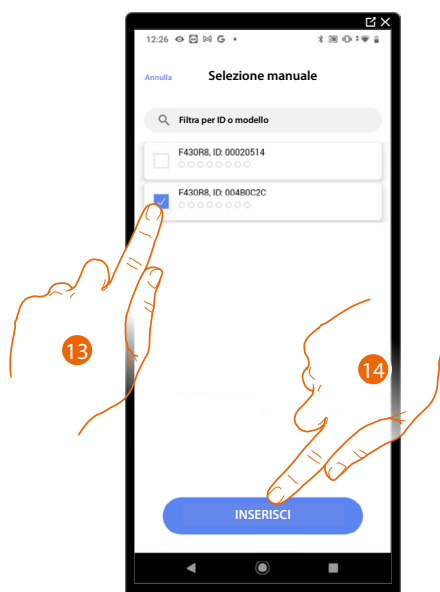 12:26
Annulla
Selezione manuale
Filtra per ID o modello
F430R8, ID: 00020514
F430R8, ID: 004B0C2C
13
14
INSERISCI